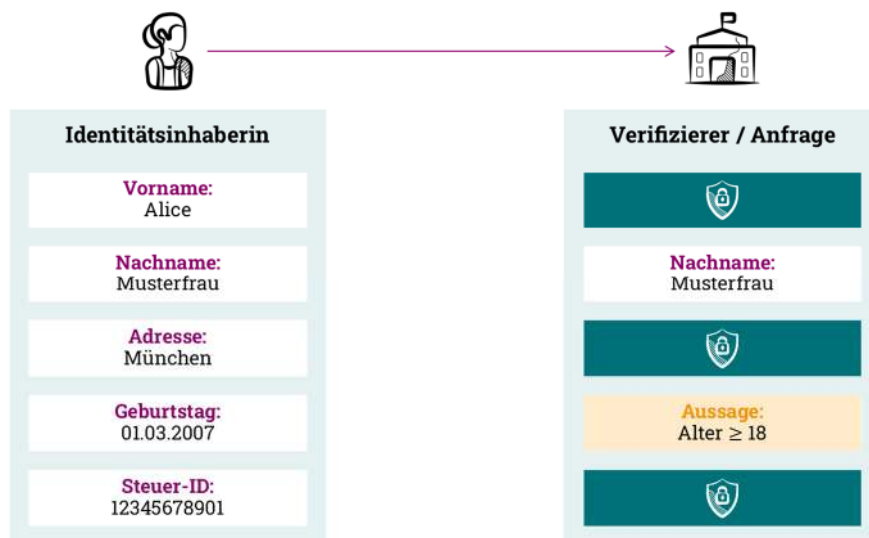 Identitätsinhaberin
Vorname:
Alice
Nachname:
Musterfrau
Adresse:
München
Geburtstag:
01.03.2007
Steuer-ID:
12345678901
Verifizierer / Anfrage
Nachname:
Musterfrau
Aussage:
Alter ≥ 18